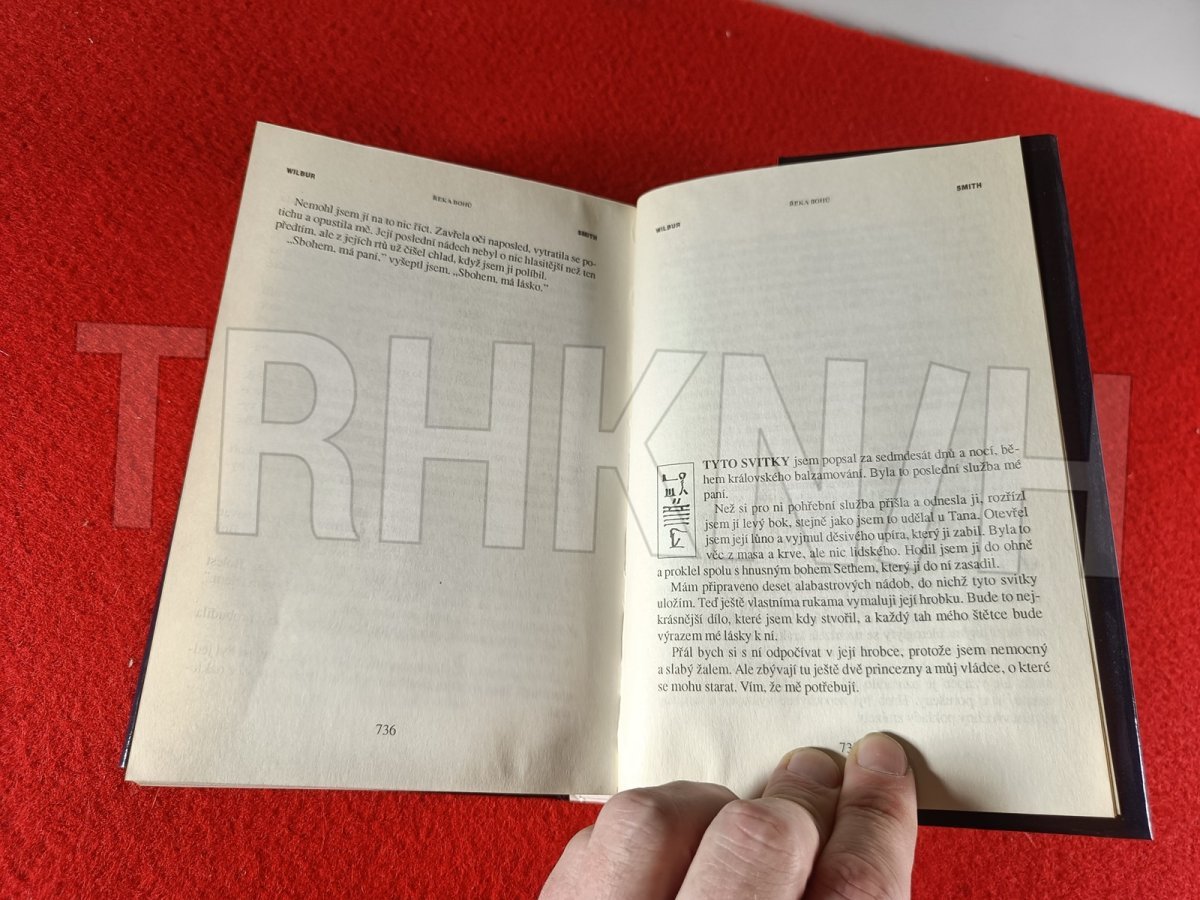 WILBUR
ŘEKA BOHŮ
SMITH
Nemohl jsem jí na to nic říct. Zavřela oči naposled, vytratila se po-
tichu a opustila mě. Její poslední nádech nebyl o nic hlasitější než ten
předtím, ale z jejích rtů už čišel chlad, když jsem ji políbil.
„Sbohem, má paní,” vyšeptl jsem. „Sbohem, má lásko.”
736
WILBUR
ŘEKA BOHŮ
SMITH
TYTO SVITKY jsem popsal za sedmdesát dnů a nocí, bě-
hem královského balzamování. Byla to poslední služba mé
paní.
Než si pro ni pohřební služba přišla a odnesla ji, rozřízl
jsem jí levý bok, stejně jako jsem to udělal u Tana. Otevřel
jsem její lůno a vyjmul děsivého upíra, který ji zabil. Byla to
věc z masa a krve, ale nic lidského. Hodil jsem ji do ohně
a proklel spolu s hnusným bohem Sethem, který jí do ní zasadil.
Mám připraveno deset alabastrových nádob, do nichž tyto svitky
uložím. Teď ještě vlastníma rukama vymaluji její hrobku. Bude to nej-
krásnější dílo, které jsem kdy stvořil, a každý tah mého štětce bude
výrazem mé lásky k ní.
Přál bych si s ní odpočívat v její hrobce, protože jsem nemocný
a slabý žalem. Ale zbývají tu ještě dvě princezny a můj vládce, o které
se mohu starat. Vím, že mě potřebují.
TRHKNIH